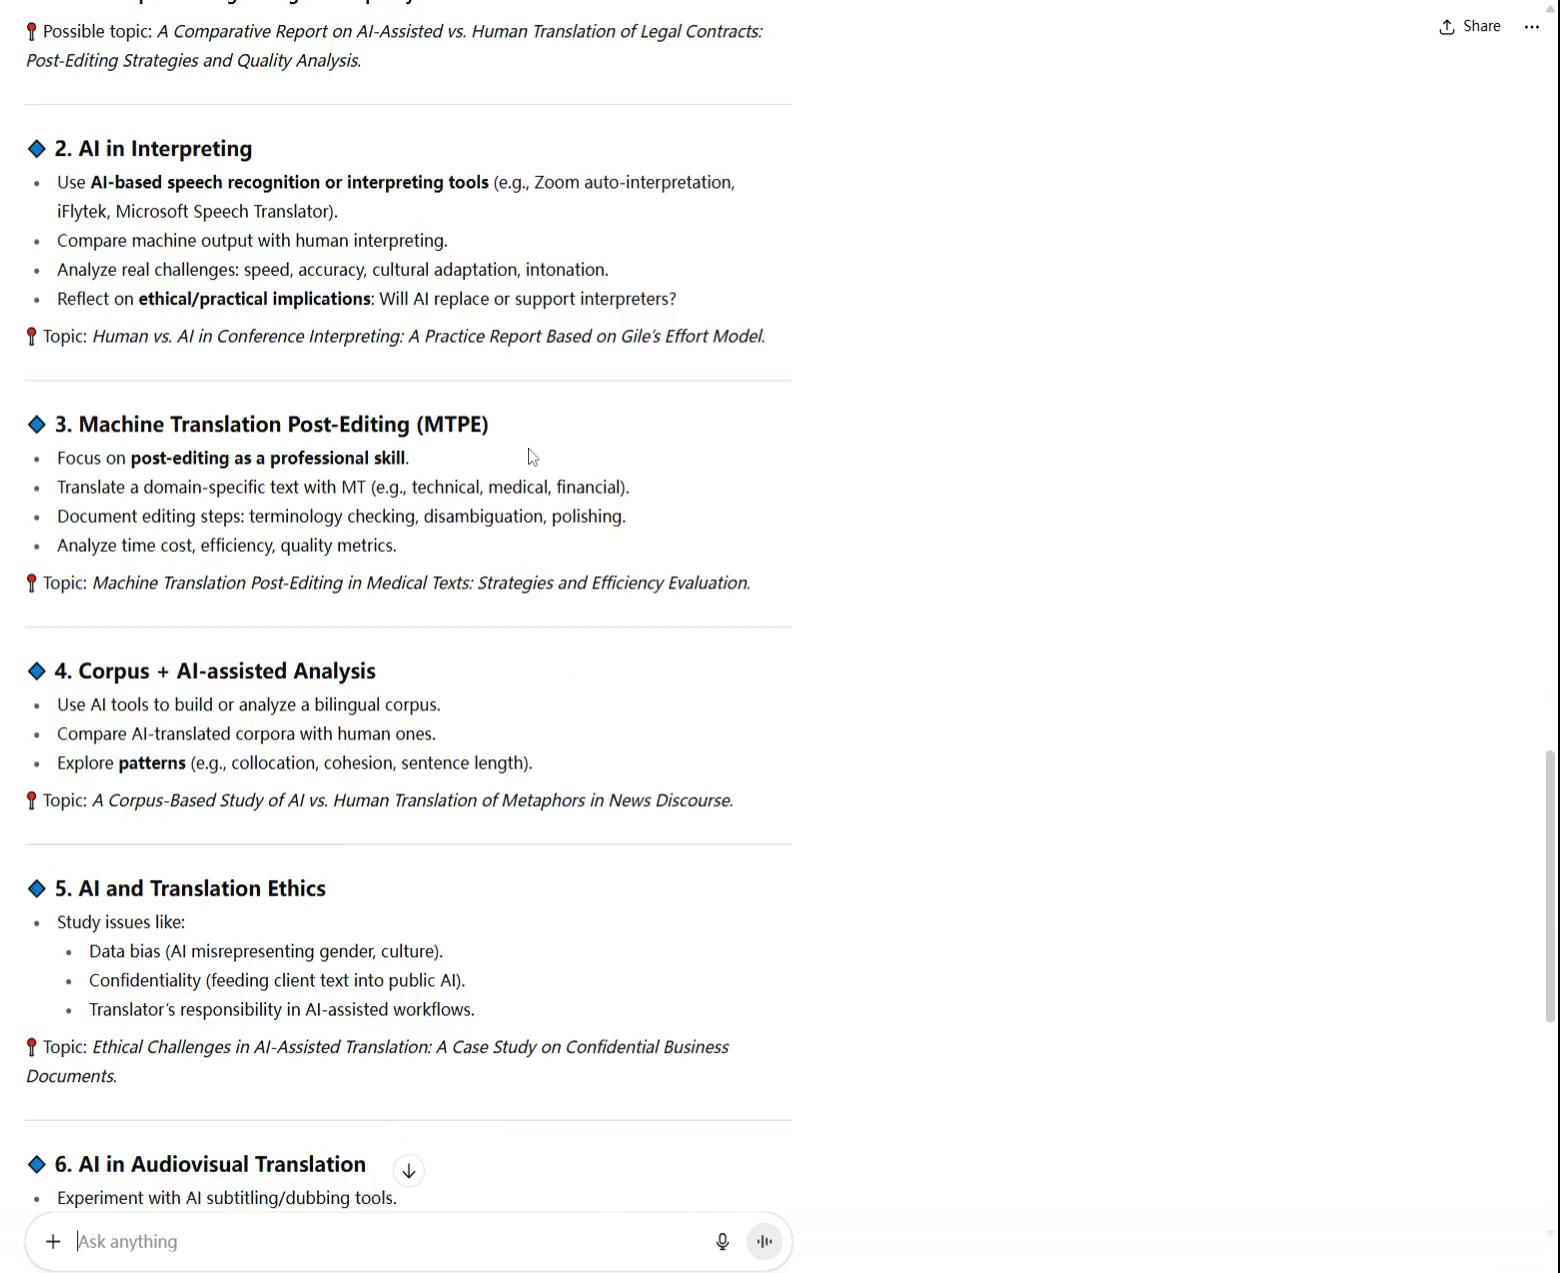 Possible topic: A Comparative Report on AI-Assisted vs. Human Translation of Legal Contracts:
Post-Editing Strategies and Quality Analysis.
Share
2. AI in Interpreting
• Use AI-based speech recognition or interpreting tools (e.g., Zoom auto-interpretation,
iFlytek, Microsoft Speech Translator).
• Compare machine output with human interpreting.
• Analyze real challenges: speed, accuracy, cultural adaptation, intonation.
• Reflect on ethical/practical implications: Will AI replace or support interpreters?
Topic: Human vs. AI in Conference Interpreting: A Practice Report Based on Gile’s Effort Model.
3. Machine Translation Post-Editing (MTPE)
• Focus on post-editing as a professional skill.
• Translate a domain-specific text with MT (e.g., technical, medical, financial).
• Document editing steps: terminology checking, disambiguation, polishing.
• Analyze time cost, efficiency, quality metrics.
Topic: Machine Translation Post-Editing in Medical Texts: Strategies and Efficiency Evaluation.
4. Corpus + AI-assisted Analysis
• Use AI tools to build or analyze a bilingual corpus.
• Compare AI-translated corpora with human ones.
• Explore patterns (e.g., collocation, cohesion, sentence length).
Topic: A Corpus-Based Study of AI vs. Human Translation of Metaphors in News Discourse.
5. AI and Translation Ethics
• Study issues like:
• Data bias (AI misrepresenting gender, culture).
• Confidentiality (feeding client text into public AI).
• Translator’s responsibility in AI-assisted workflows.
Topic: Ethical Challenges in AI-Assisted Translation: A Case Study on Confidential Business
Documents.
6. AI in Audiovisual Translation
• Experiment with AI subtitling/dubbing tools.
Ask anything